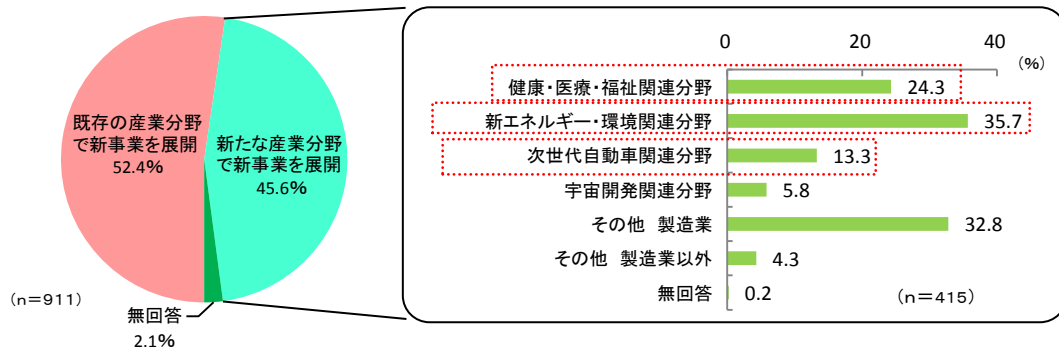 既存の産業分野
で新事業を展開
52.4%
新たな産業分野
で新事業を展開
45.6%
無回答
2.1%
(n=911)
0 20 40
(%)
健康・医療・福祉関連分野 24.3
新エネルギー・環境関連分野 35.7
次世代自動車関連分野 13.3
宇宙開発関連分野 5.8
その他 製造業 32.8
その他 製造業以外 4.3
無回答 0.2
(n=415)